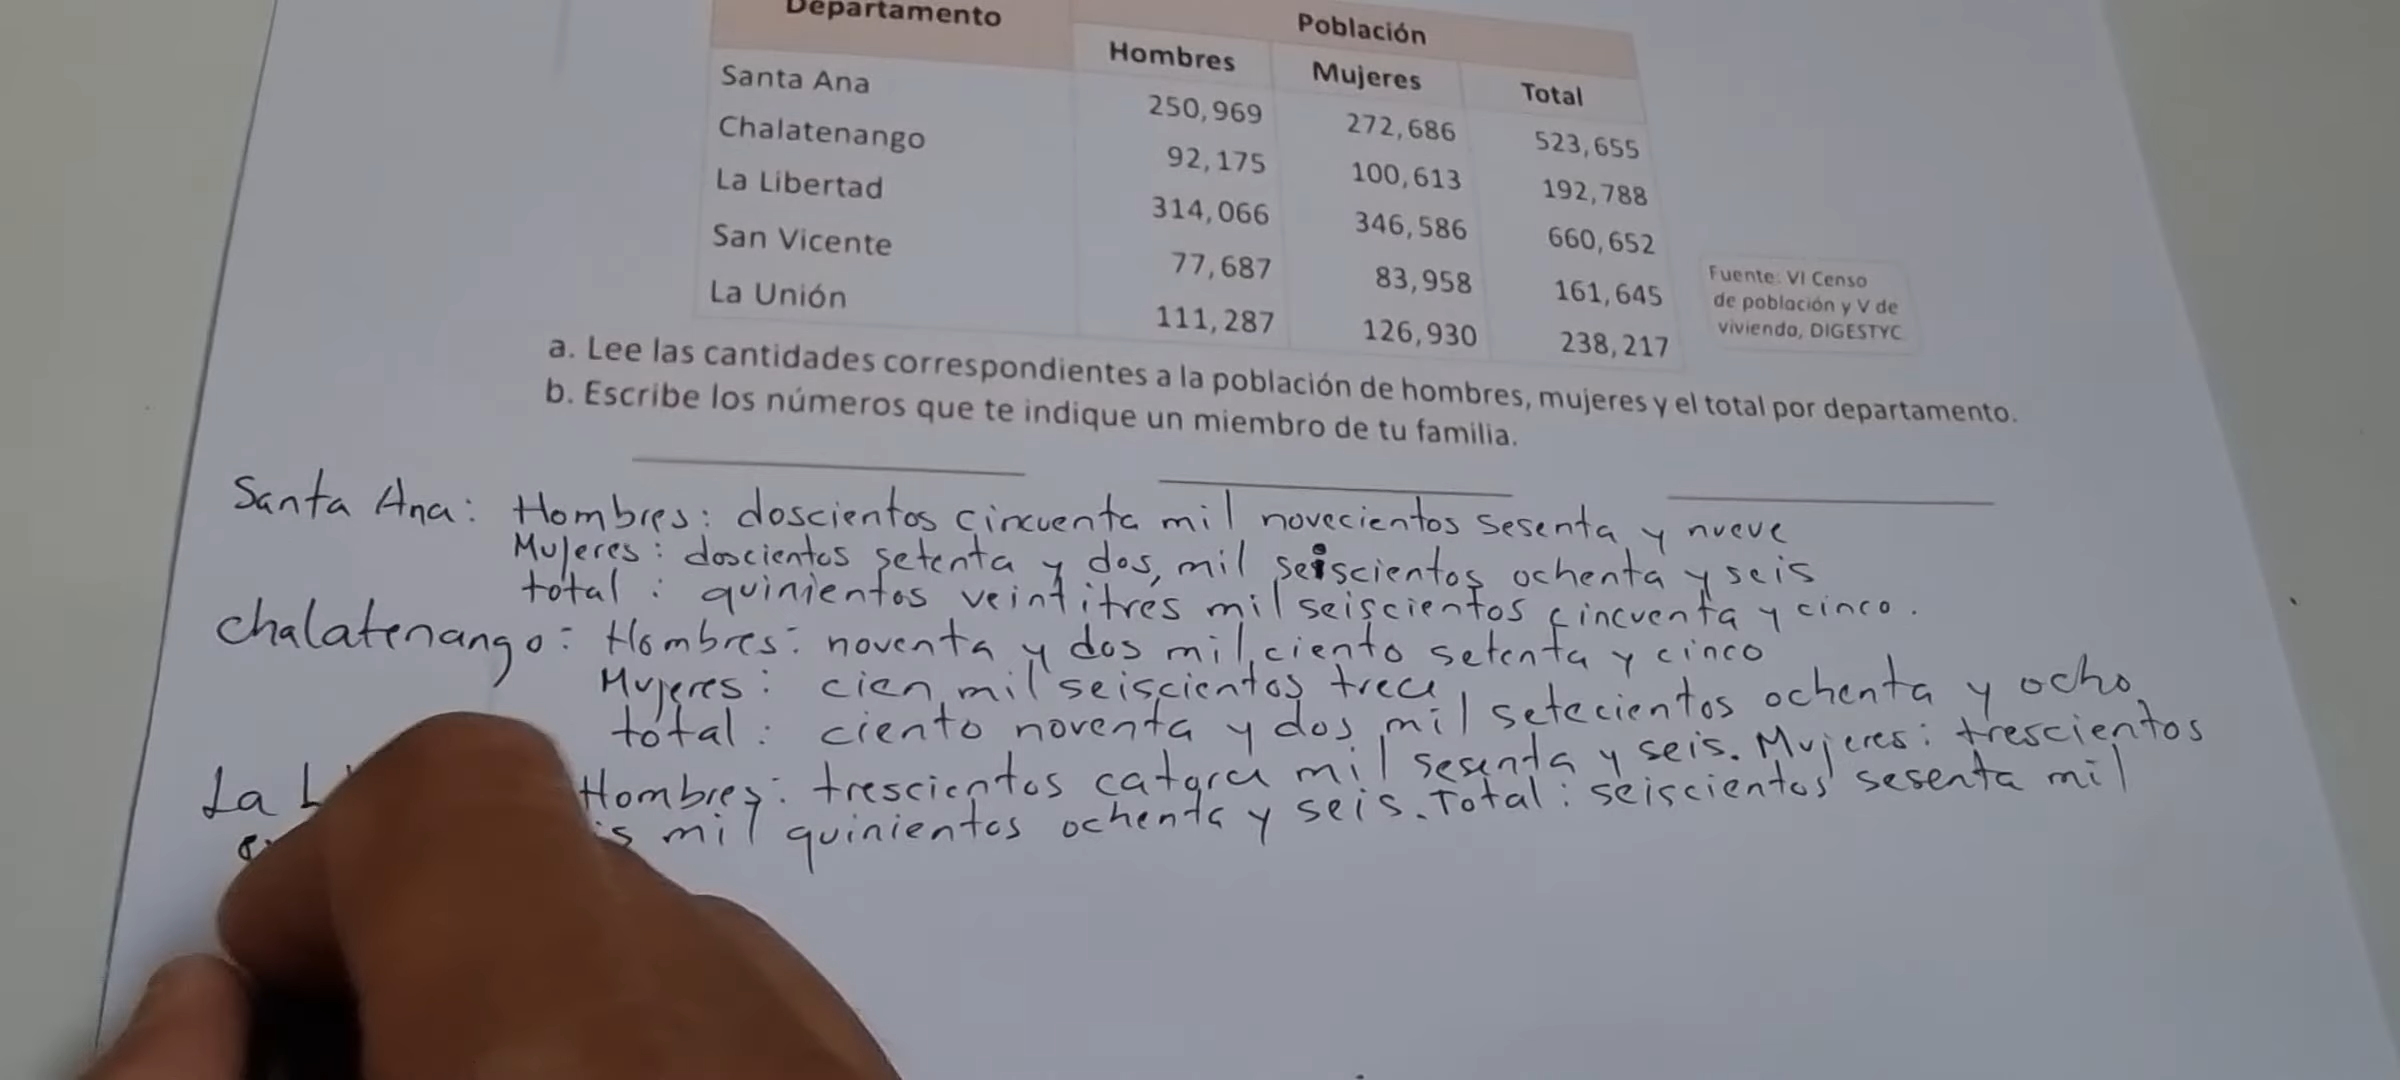 Departamento Población
Hombres Mujeres Total
Santa Ana 250,969 272,686 523,655
Chalatenango 92,175 100,613 192,788
La Libertad 314,066 346,586 660,652
San Vicente 77,687 83,958 161,645
La Unión 111,287 126,930 238,217
Fuente: VI Censo
de población y V de
vivienda, DIGESTYC
a. Lee las cantidades correspondientes a la población de hombres, mujeres y el total por departamento.
b. Escribe los números que te indique un miembro de tu familia.
Santa Ana: Hombres: doscientos cincuenta mil novecientos sesenta y nueve
Mujeres: doscientos setenta y dos, mil seiscientos ochenta y seis
total: quinientos veintitres mil seiscientos cincuenta y cinco.
Chalatenango: Hombres: noventa y dos mil, ciento setenta y cinco
Mujeres: cien mil seiscientos trece
total: ciento noventa y dos mil setecientos ochenta y ocho
La Hombres: trescientos catorce mil sesenta y seis. Mujeres: trescientos
mil quinientos ochenta y seis. Total: seiscientos sesenta mil